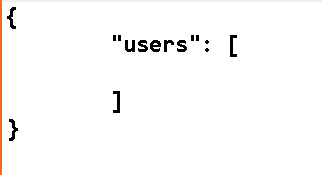 {
"users": [
]
}